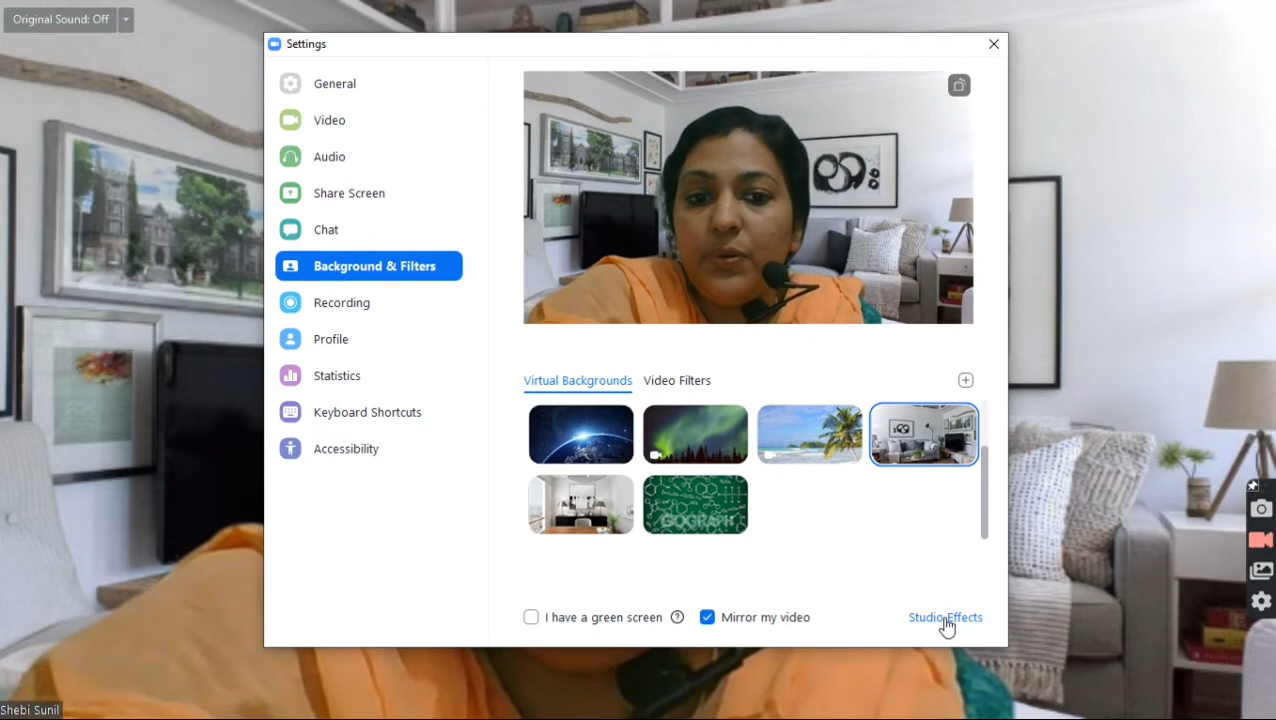 Original Sound: Off
Settings
General
Video
Audio
Share Screen
Chat
Background & Filters
Recording
Profile
Statistics
Keyboard Shortcuts
Accessibility
Virtual Backgrounds
Video Filters
GOGRAPH
I have a green screen
?
Mirror my video
Studio Effects
Shebi Sunil